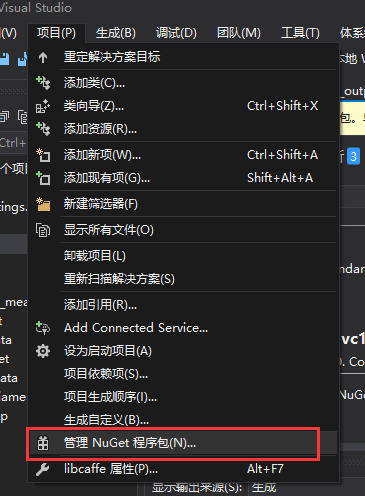 Visual Studio
项目(P) 生成(B) 调试(D) 团队(M) 工具(T) 体系
重定解决方案目标
本地 W
添加类(C)...
类向导(Z)... Ctrl+Shift+X
添加资源(R)...
Ctrl+
添加新项(W)... Ctrl+Shift+A
3
个项目
添加现有项(G)... Shift+Alt+A
tings.
新建筛选器(F)
显示所有文件(O)
卸载项目(L)
重新扫描解决方案(S)
ndar
_mea
添加引用(R)...
Add Connected Service...
vc1
ata
设为启动项目(A)
et
项目依赖项(S)...
ata
项目生成顺序(I)...
NuG
生成自定义(B)...
管理 NuGet 程序包(N)...
libcaffe 属性(P)... Alt+F7
显示输出来源(S): 生成